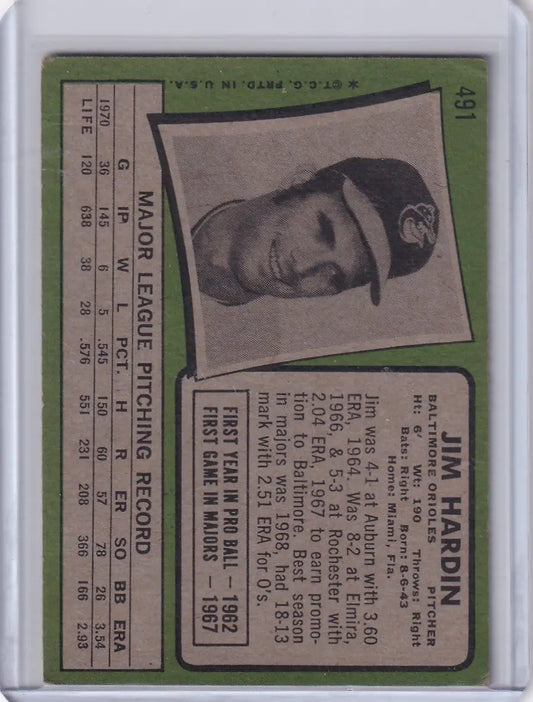 491
*©T.C.G. PRTD. IN U.S.A.
JIM HARDIN
BALTIMORE ORIOLES PITCHER
Ht: 6' Wt: 190 Throws: Right
Bats: Right Born: 8-6-43
Home: Miami, Fla.
Jim was 4-1 at Auburn with 3.60
ERA, 1964. Was 8-2 at Elmira,
1966, & 5-3 at Rochester with
2.04 ERA, 1967 to earn promo-
tion to Baltimore. Best season
in majors was 1968, had 18-13
mark with 2.51 ERA for O's.
FIRST YEAR IN PRO BALL – 1962
FIRST GAME IN MAJORS – 1967
MAJOR LEAGUE PITCHING RECORD
G IP W L PCT. H R ER SO BB ERA
1970 36 145 6 5 .545 150 60 57 78 26 3.54
LIFE 120 638 38 28 .576 551 231 208 366 166 2.93